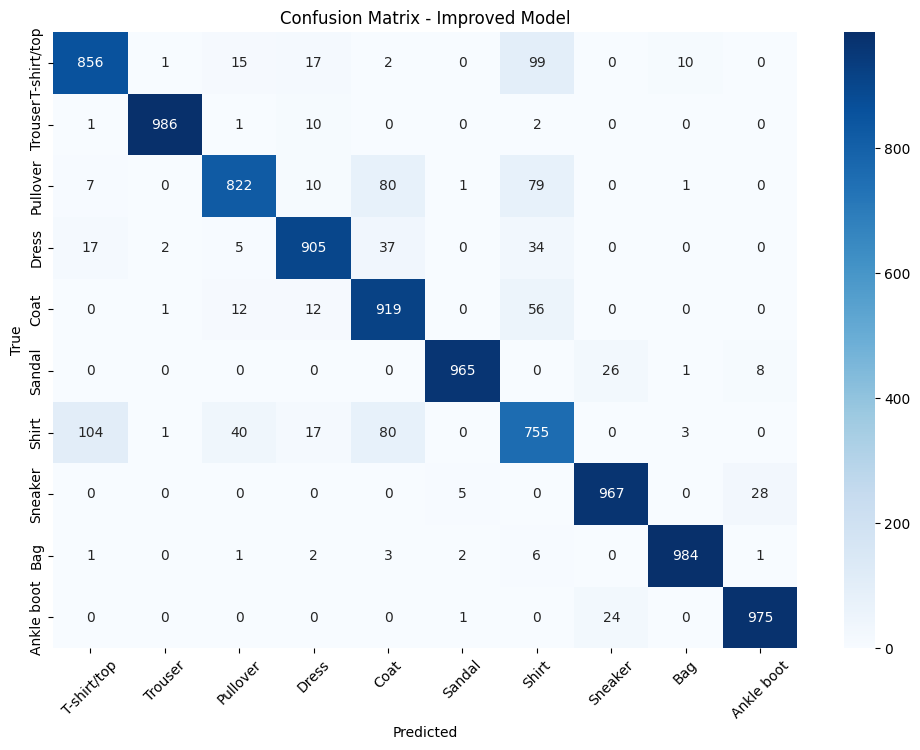 Confusion Matrix - Improved Model
T-shirt/top 856 1 15 17 2 0 99 0 10 0
Trouser 1 986 1 10 0 0 2 0 0 0
Pullover 7 0 822 10 80 1 79 0 1 0
Dress 17 2 5 905 37 0 34 0 0 0
Coat 0 1 12 12 919 0 56 0 0 0
Sandal 0 0 0 0 0 965 0 26 1 8
Shirt 104 1 40 17 80 0 755 0 3 0
Sneaker 0 0 0 0 0 5 0 967 0 28
Bag 1 0 1 2 3 2 6 0 984 1
Ankle boot 0 0 0 0 0 1 0 24 0 975
True
T-shirt/top Trouser Pullover Dress Coat Sandal Shirt Sneaker Bag Ankle boot
Predicted
800
600
400
200
0